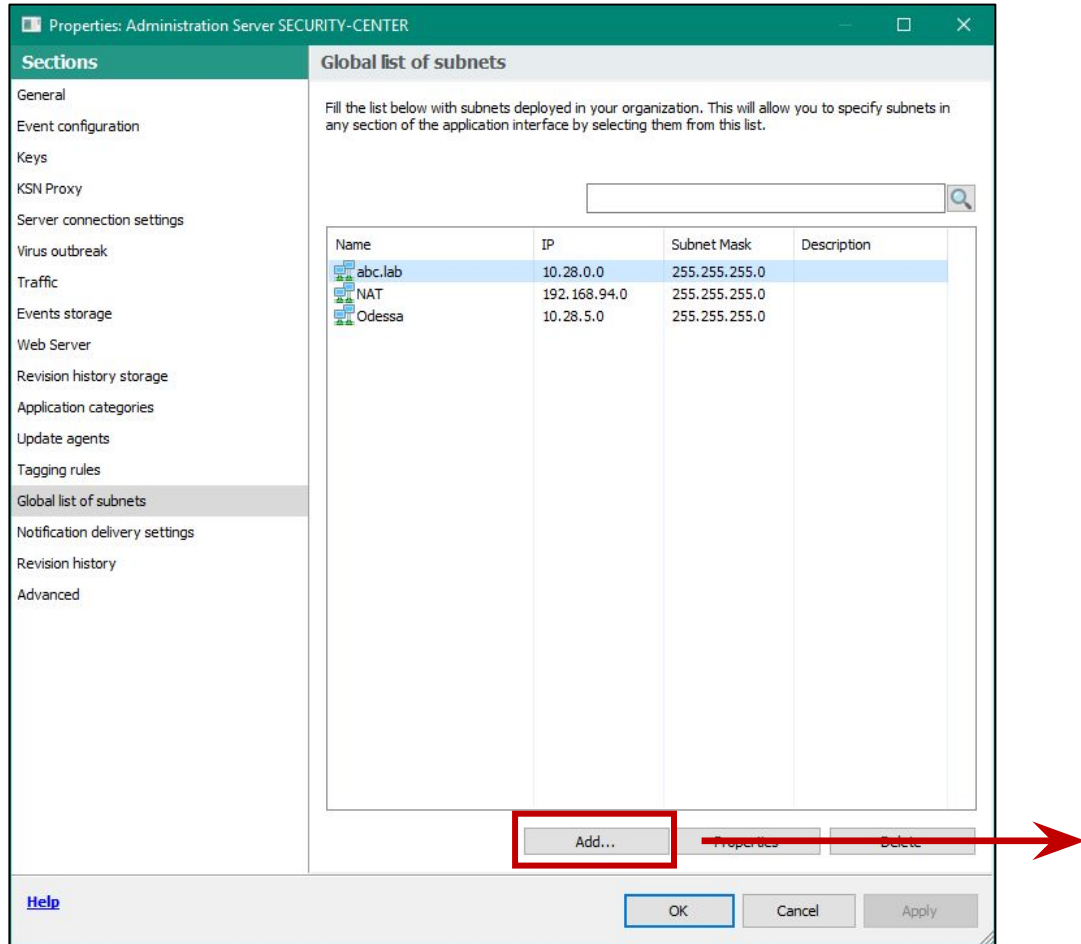 Properties: Administration Server SECURITY-CENTER
Sections
General
Event configuration
Keys
KSN Proxy
Server connection settings
Virus outbreak
Traffic
Events storage
Web Server
Revision history storage
Application categories
Update agents
Tagging rules
Global list of subnets
Notification delivery settings
Revision history
Advanced
Global list of subnets
Fill the list below with subnets deployed in your organization. This will allow you to specify subnets in
any section of the application interface by selecting them from this list.
Name IP Subnet Mask Description
abc.lab 10.28.0.0 255.255.255.0
NAT 192.168.94.0 255.255.255.0
Odessa 10.28.5.0 255.255.255.0
Add... Properties Delete
Help
OK Cancel Apply